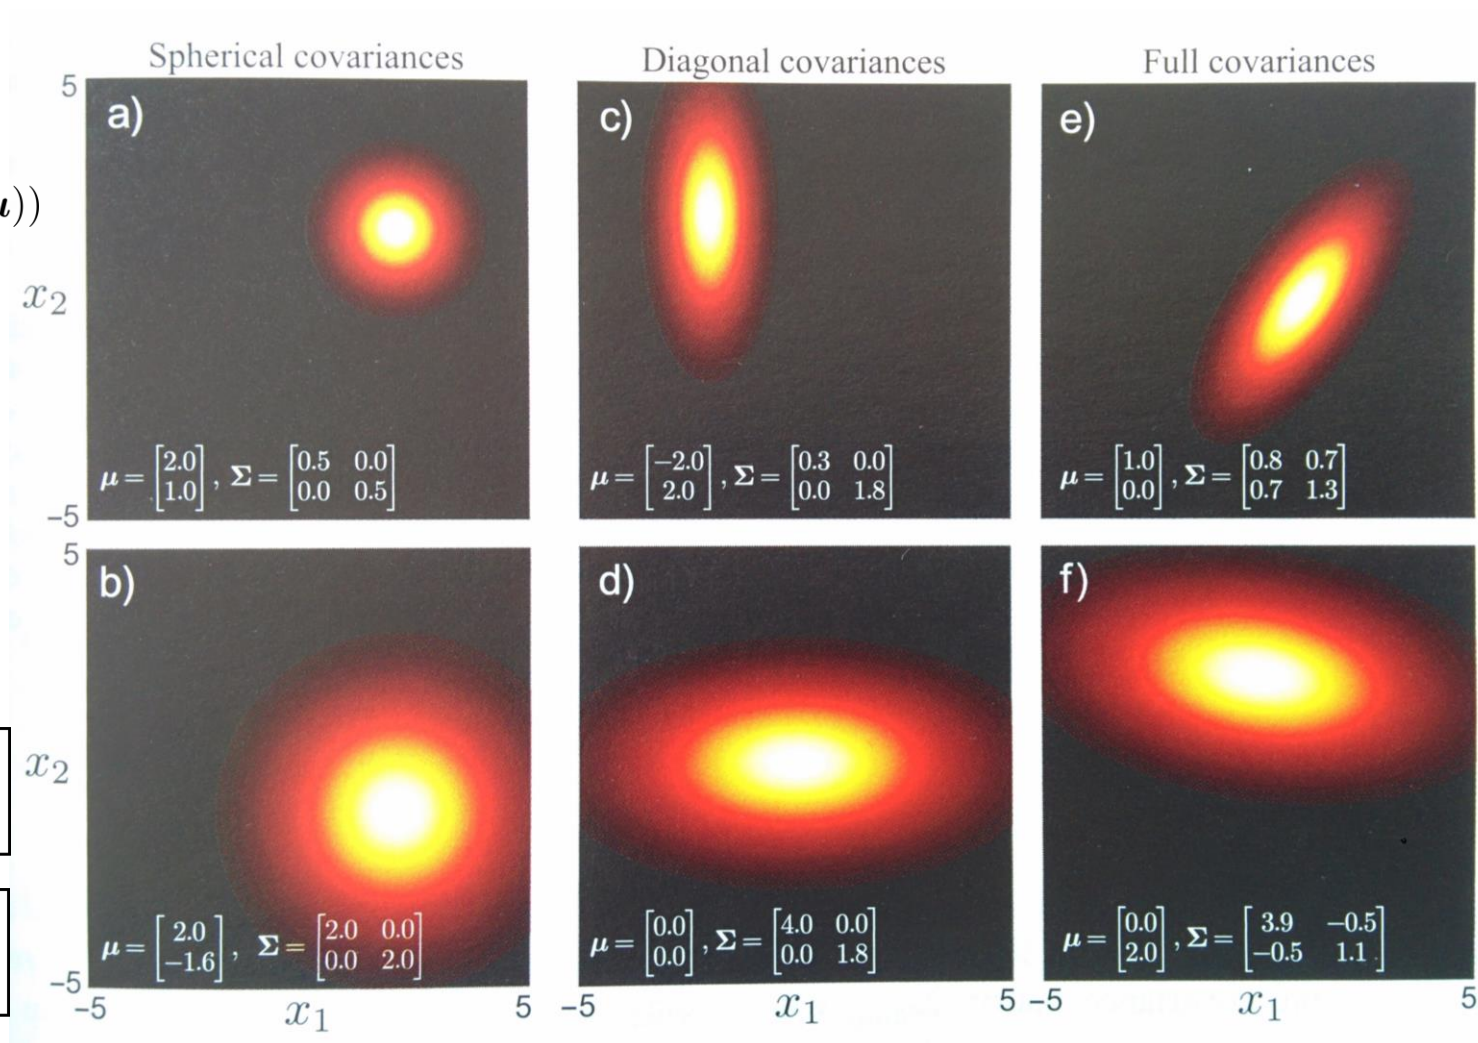 Spherical covariances
Diagonal covariances
Full covariances
5
a)
c)
e)
))
x₂
μ = [2.0 1.0], Σ = [0.5 0.0 0.0 0.5]
μ = [−2.0 2.0], Σ = [0.3 0.0 0.0 1.8]
μ = [1.0 0.0], Σ = [0.8 0.7 0.7 1.3]
−5
5
b)
d)
f)
x₂
μ = [2.0 −1.6], Σ = [2.0 0.0 0.0 2.0]
μ = [0.0 0.0], Σ = [4.0 0.0 0.0 1.8]
μ = [0.0 2.0], Σ = [3.9 −0.5 −0.5 1.1]
−5
−5
x₁
5
−5
x₁
5
−5
x₁
5